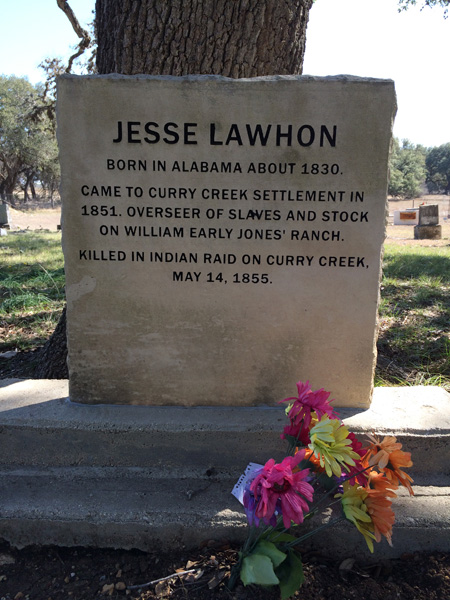 JESSE LAWHON
BORN IN ALABAMA ABOUT 1830.
CAME TO CURRY CREEK SETTLEMENT IN
1851. OVERSEER OF SLAVES AND STOCK
ON WILLIAM EARLY JONES' RANCH.
KILLED IN INDIAN RAID ON CURRY CREEK,
MAY 14, 1855.